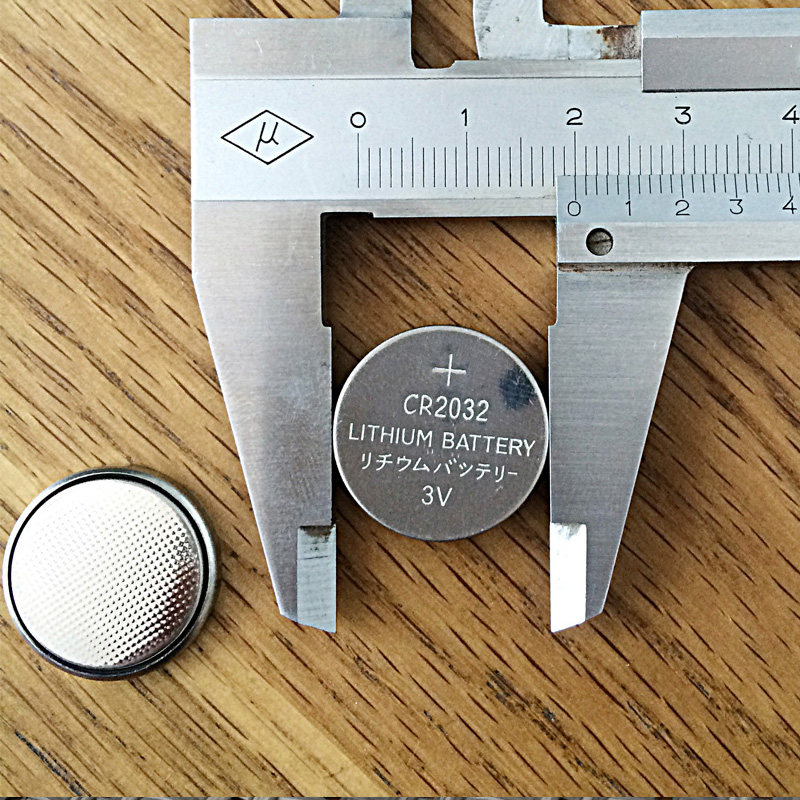 μ
0 1 2 3 4
0 1 2 3 4
+
CR2032
LITHIUM BATTERY
リチウムバッテリー
3V